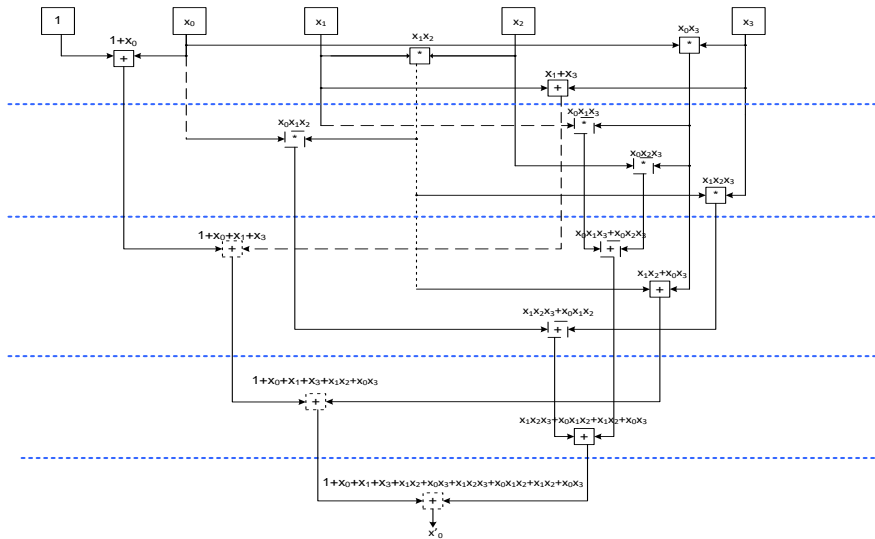 1 x₀ x₁ x₂ x₃
1+x₀ x₁x₂ x₀x₃
+ * *
x₁+x₃
+
x₀x₁x₂ x₀x₁x₃
* *
x₀x₂x₃
*
x₁x₂x₃
*
1+x₀+x₁+x₃ x₀x₁x₃+x₀x₂x₃
+ +
x₁x₂+x₀x₃
+
x₁x₂x₃+x₀x₁x₂
+
1+x₀+x₁+x₃+x₁x₂+x₀x₃
+
x₁x₂x₃+x₀x₁x₂+x₁x₂+x₀x₃
+
1+x₀+x₁+x₃+x₁x₂+x₀x₃+x₁x₂x₃+x₀x₁x₂+x₁x₂+x₀x₃
+
x'₀